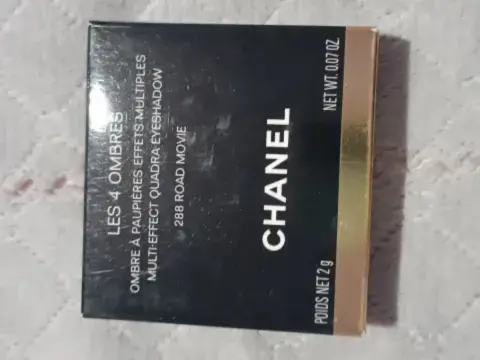 LES 4 OMBRES
OMBRE À PAUPIÈRES EFFETS MULTIPLES
MULTI-EFFECT QUADRA EYESHADOW
288 ROAD MOVIE
CHANEL
POIDS NET 2 g NET WT. 0.07 OZ.